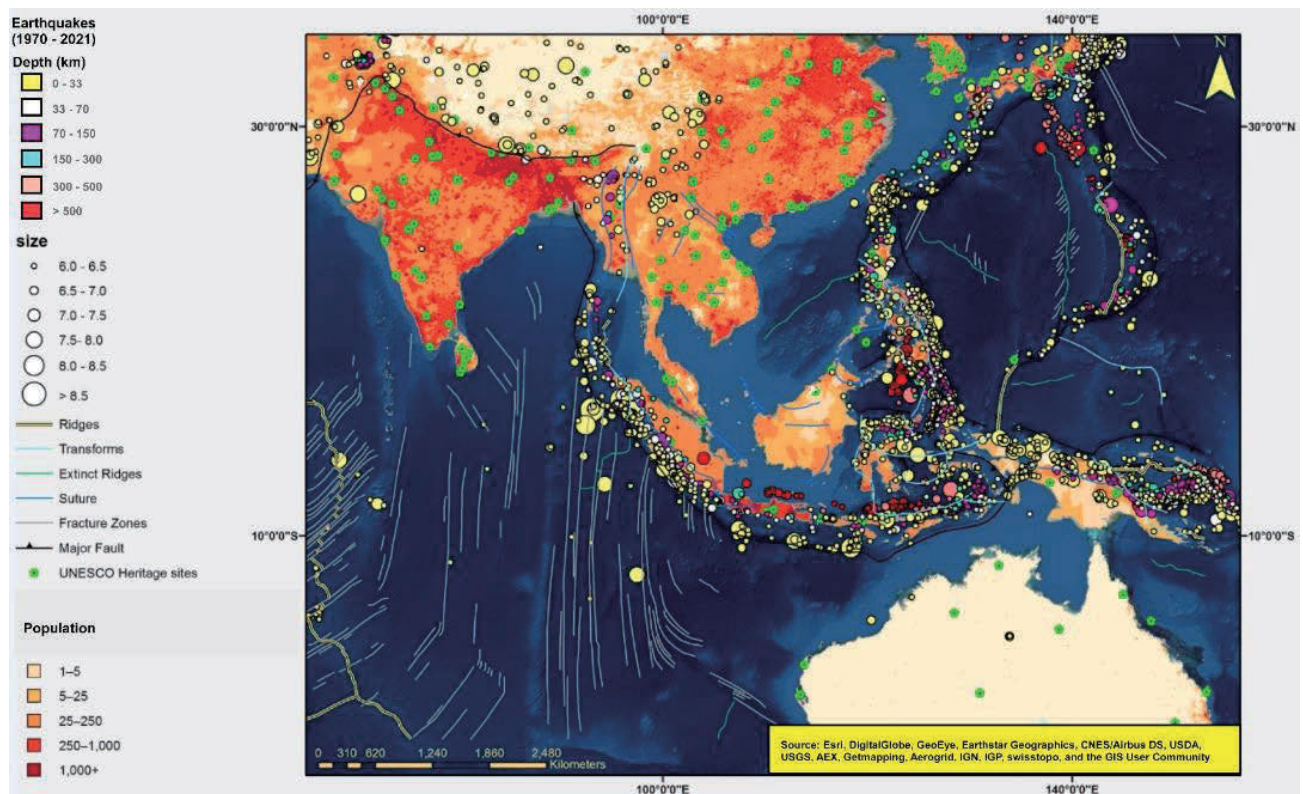 Earthquakes
(1970 - 2021)
Depth (km)
0 - 33
33 - 70
70 - 150
150 - 300
300 - 500
> 500
size
6.0 - 6.5
6.5 - 7.0
7.0 - 7.5
7.5- 8.0
8.0 - 8.5
> 8.5
Ridges
Transforms
Extinct Ridges
Suture
Fracture Zones
Major Fault
UNESCO Heritage sites
Population
1–5
5–25
25–250
250–1,000
1,000+
100°0'0"E
140°0'0"E
N
30°0'0"N
30°0'0"N
10°0'0"S
10°0'0"S
0 310 620 1,240 1,860 2,480
Kilometers
Source: Esri, DigitalGlobe, GeoEye, Earthstar Geographics, CNES/Airbus DS, USDA,
USGS, AEX, Getmapping, Aerogrid, IGN, IGP, swisstopo, and the GIS User Community
100°0'0"E
140°0'0"E